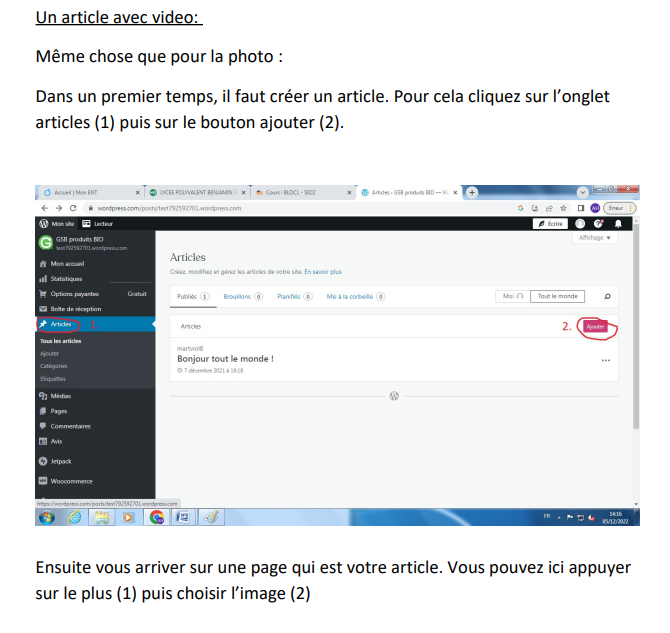 Un article avec video:
Même chose que pour la photo :
Dans un premier temps, il faut créer un article. Pour cela cliquez sur l’onglet
articles (1) puis sur le bouton ajouter (2).
Accueil | Mon ENT
LYCEE POLYVALENT BENJAMIN
Cours : BLOC1 - SIO2
Articles ‹ GSB produits BIO — W
wordpress.com/posts/test792592701.wordpress.com
Erreur
Mon site
Lecteur
Ecrire
GSB produits BIO
test792592701.wordpress.com
Affichage
Mon accueil
Statistiques
Options payantes
Gratuit
Boîte de réception
Articles
1
Tous les articles
Ajouter
Catégories
Étiquettes
Médias
Pages
Commentaires
Avis
Jetpack
Woocommerce
Articles
Créez, modifiez et gérez les articles de votre site. En savoir plus
Publiés 1
Brouillons 0
Planifiés 0
Mis à la corbeille 0
Moi
Tout le monde
Articles
2.
Ajouter
martviolB
Bonjour tout le monde !
7 décembre 2021 à 18:18
https://wordpress.com/posts/test792592701.wordpress.com
FR
14:16
05/12/2022
Ensuite vous arriver sur une page qui est votre article. Vous pouvez ici appuyer
sur le plus (1) puis choisir l’image (2)